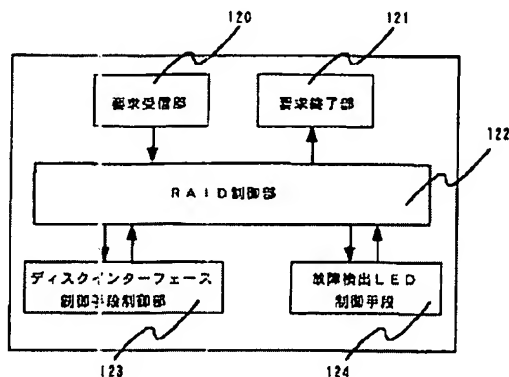 120
121
要求受信部
要求終了部
122
RAID制御部
ディスクインターフェース
制御手段制御部
故障検出LED
制御手段
123
124